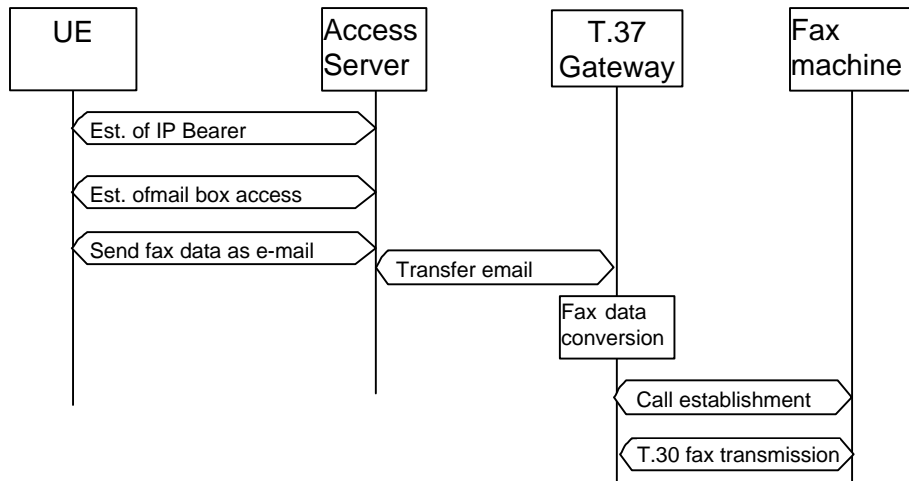 UE
Access
Server
T.37
Gateway
Fax
machine
Est. of IP Bearer
Est. ofmail box access
Send fax data as e-mail
Transfer email
Fax data
conversion
Call establishment
T.30 fax transmission